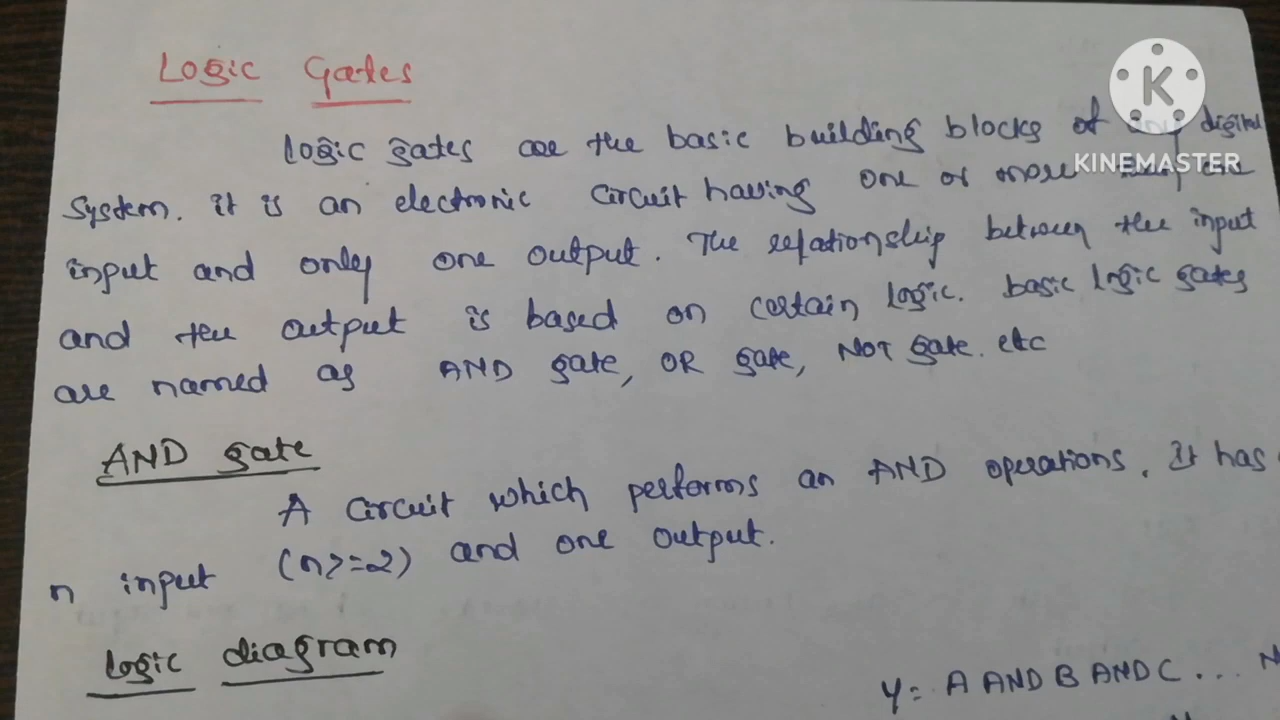 Logic Gates
Logic gates are the basic building blocks of any digital
KINEMASTER
System. it is an electronic circuit having one or more
input and only one output. The relationship between the input
and the output is based on certain logic. basic logic gates
are named as AND gate, OR gate, NOT gate. etc
AND gate
A circuit which performs an AND operations. It has
n input (n>=2) and one output.
Logic diagram
Y = A AND B AND C ... N